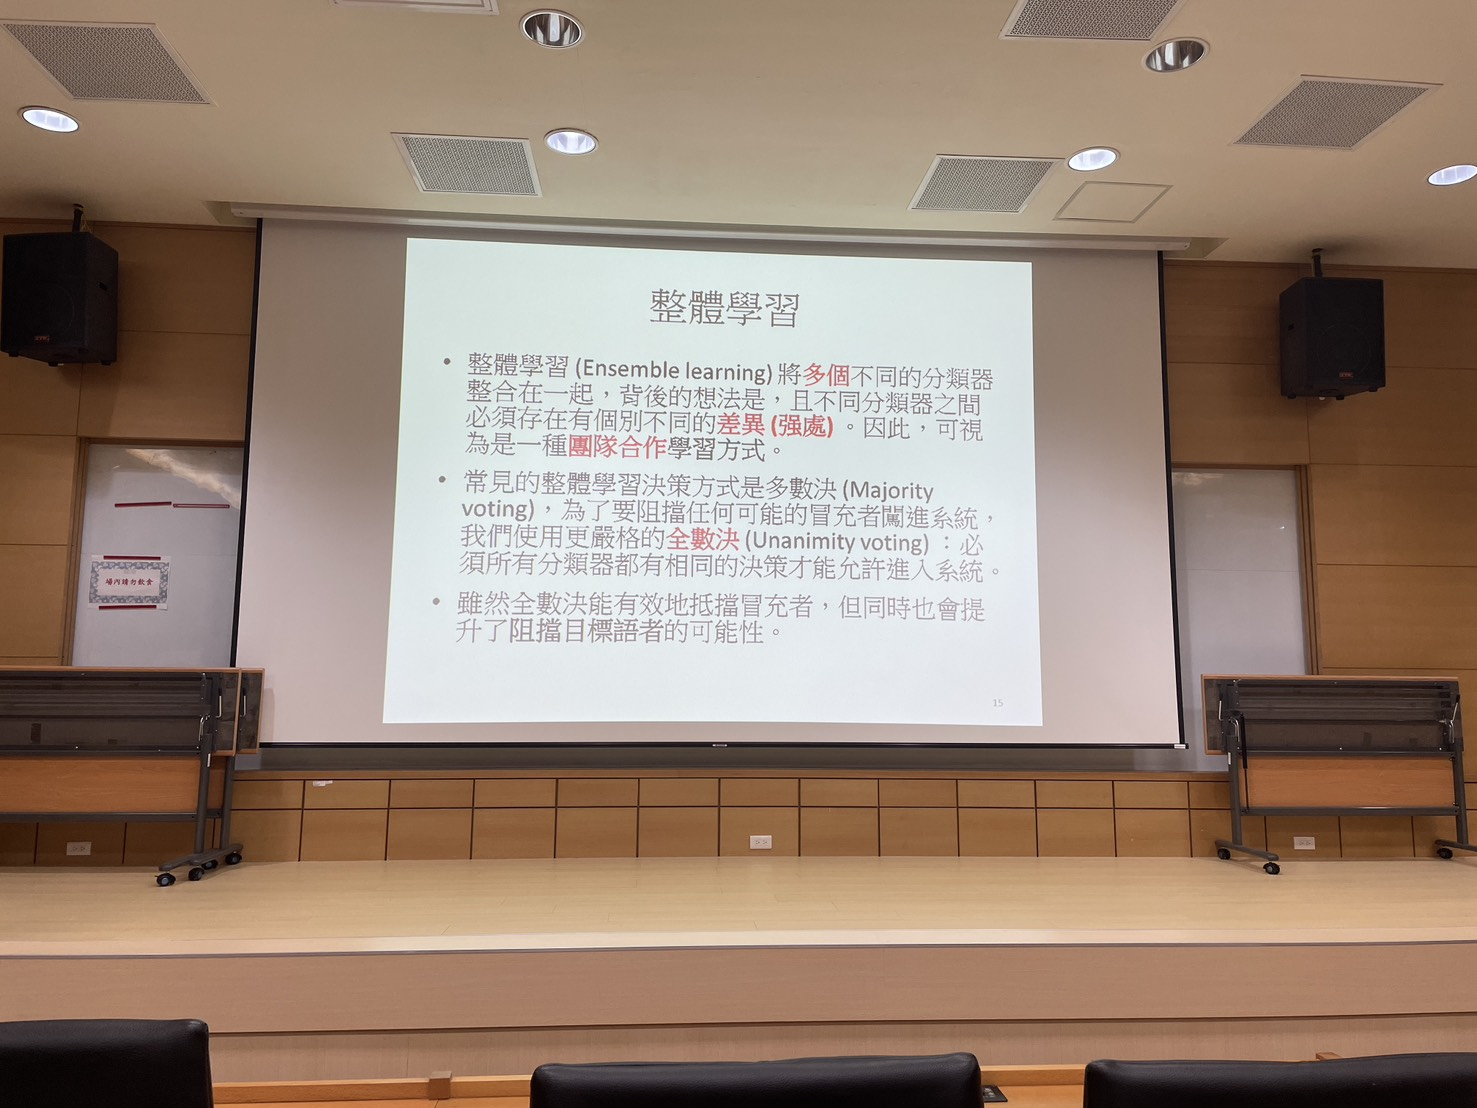 整體學習
• 整體學習 (Ensemble learning) 將多個不同的分類器
整合在一起，背後的想法是，且不同分類器之間
必須存在有個別不同的差異 (强處) 。因此，可視
為是一種團隊合作學習方式。
• 常見的整體學習決策方式是多數決 (Majority
voting)，為了要阻擋任何可能的冒充者闖進系統，
我們使用更嚴格的全數決 (Unanimity voting) ：必
須所有分類器都有相同的決策才能允許進入系統。
• 雖然全數決能有效地抵擋冒充者，但同時也會提
升了阻擋目標語者的可能性。
15
場內請勿飲食